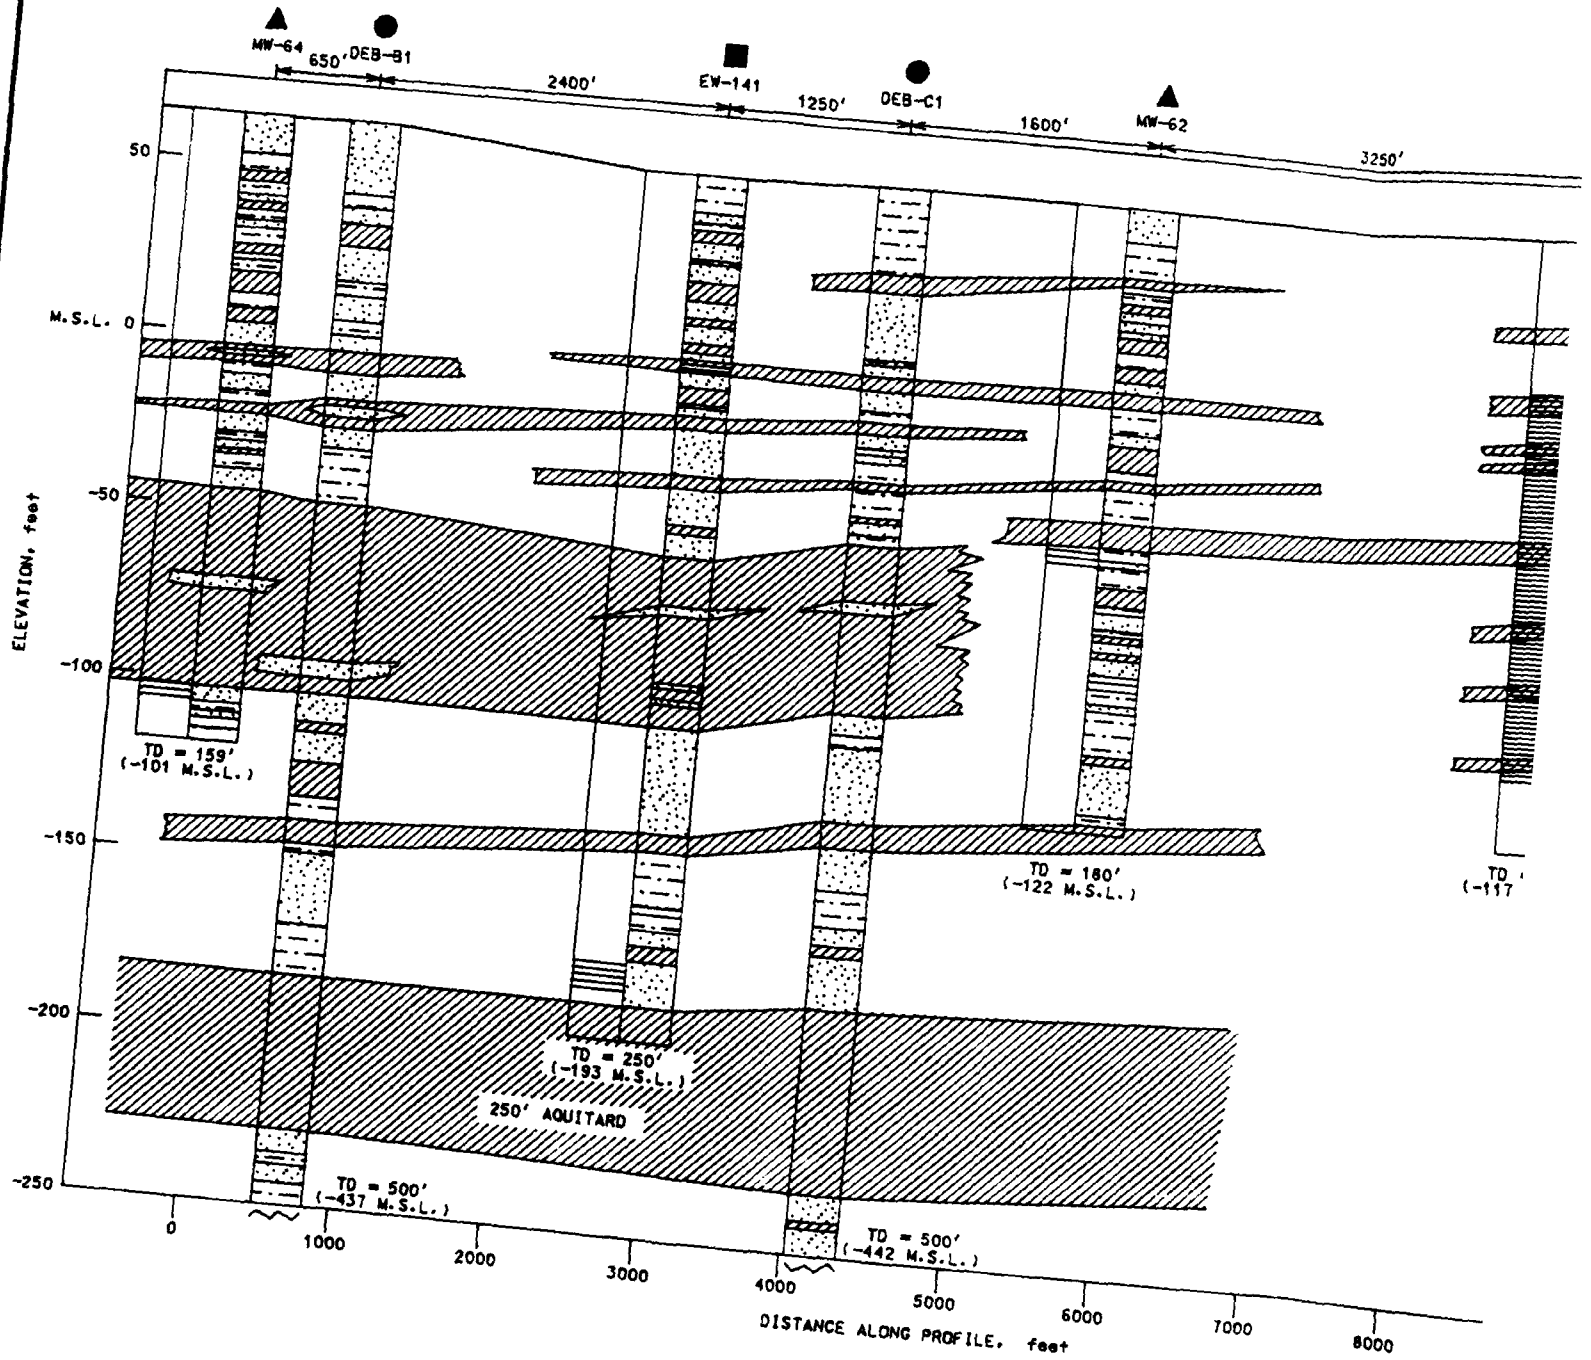 MW-64
DEB-B1
EW-141
DEB-C1
MW-62
650'
2400'
1250'
1600'
3250'
50
M.S.L. 0
-50
-100
-150
-200
-250
ELEVATION, feet
TD = 159'
(-101 M.S.L.)
TD = 180'
(-122 M.S.L.)
TD '
(-117
TD = 250'
(-193 M.S.L.)
250' AQUITARD
TD = 500'
(-437 M.S.L.)
TD = 500'
(-442 M.S.L.)
0
1000
2000
3000
4000
5000
6000
7000
8000
DISTANCE ALONG PROFILE, feet